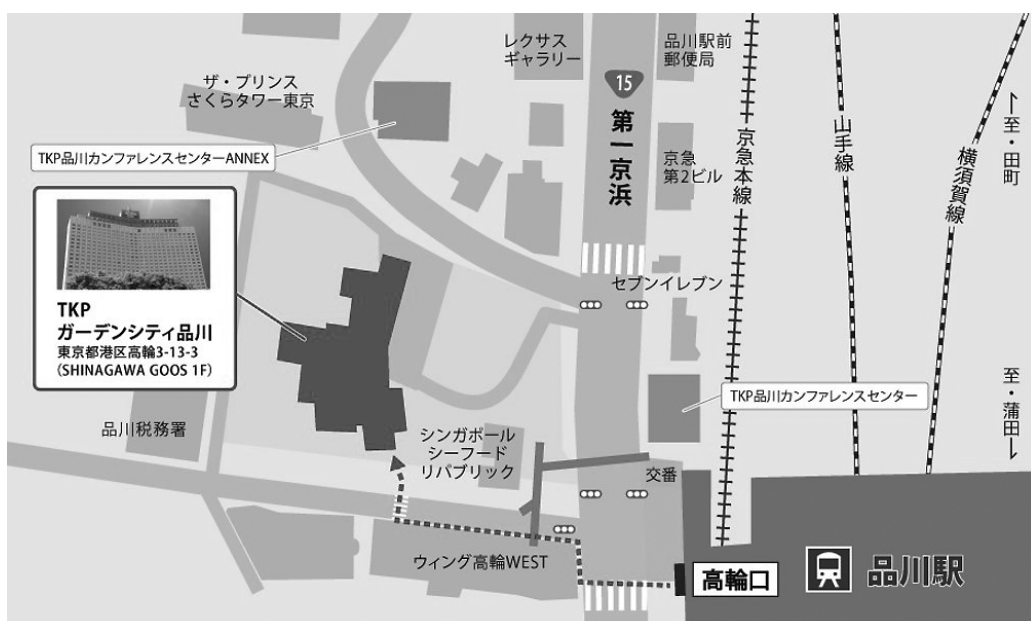 レクサス
ギャラリー
品川駅前
郵便局
ザ・プリンス
さくらタワー東京
15
第一京浜
京急本線
山手線
横須賀線
至・田町
TKP品川カンファレンスセンターANNEX
京急
第2ビル
セブンイレブン
TKP
ガーデンシティ品川
東京都港区高輪3-13-3
(SHINAGAWA GOOS 1F)
TKP品川カンファレンスセンター
至・蒲田
品川税務署
シンガポール
シーフード
リパブリック
交番
ウィング高輪WEST
高輪口
品川駅